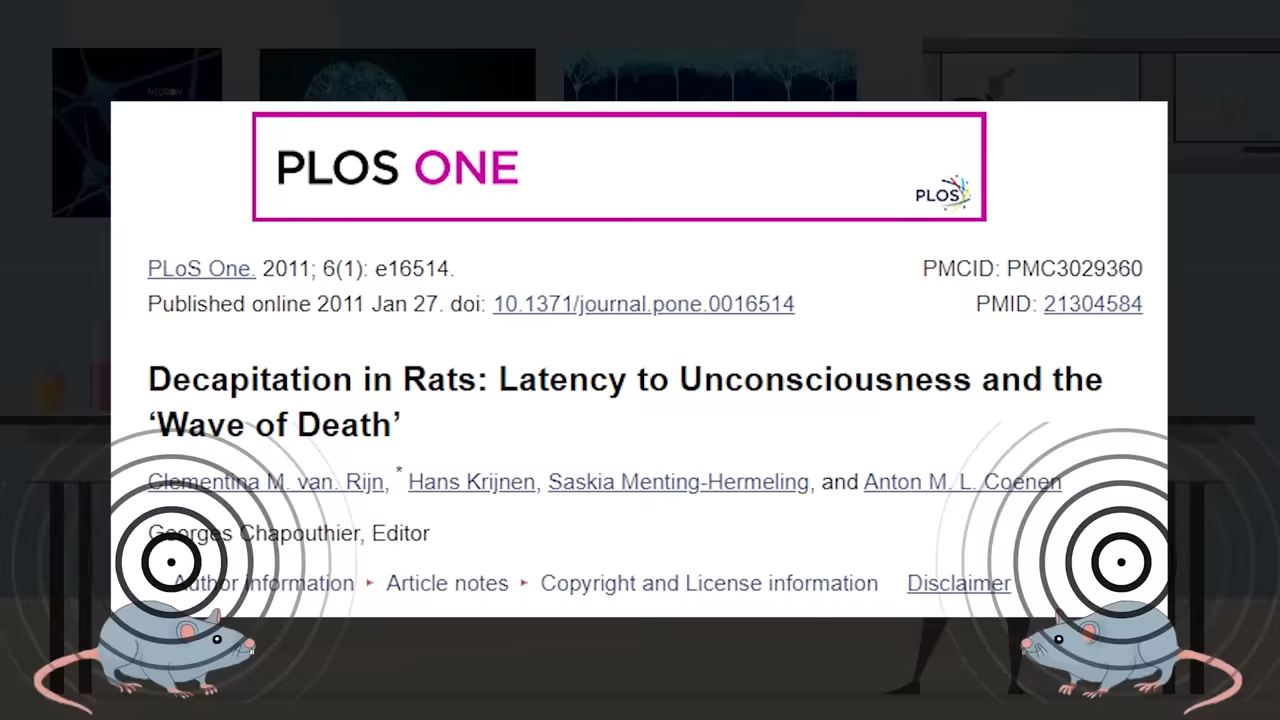 NEURON
PLOS ONE
PLOS
PLoS One. 2011; 6(1): e16514.
PMCID: PMC3029360
Published online 2011 Jan 27. doi: 10.1371/journal.pone.0016514
PMID: 21304584
Decapitation in Rats: Latency to Unconsciousness and the
‘Wave of Death’
Clementina M. van. Rijn, * Hans Krijnen, Saskia Menting-Hermeling, and Anton M. L. Coenen
Georges Chapouthier, Editor
Author information ▸ Article notes ▸ Copyright and License information Disclaimer